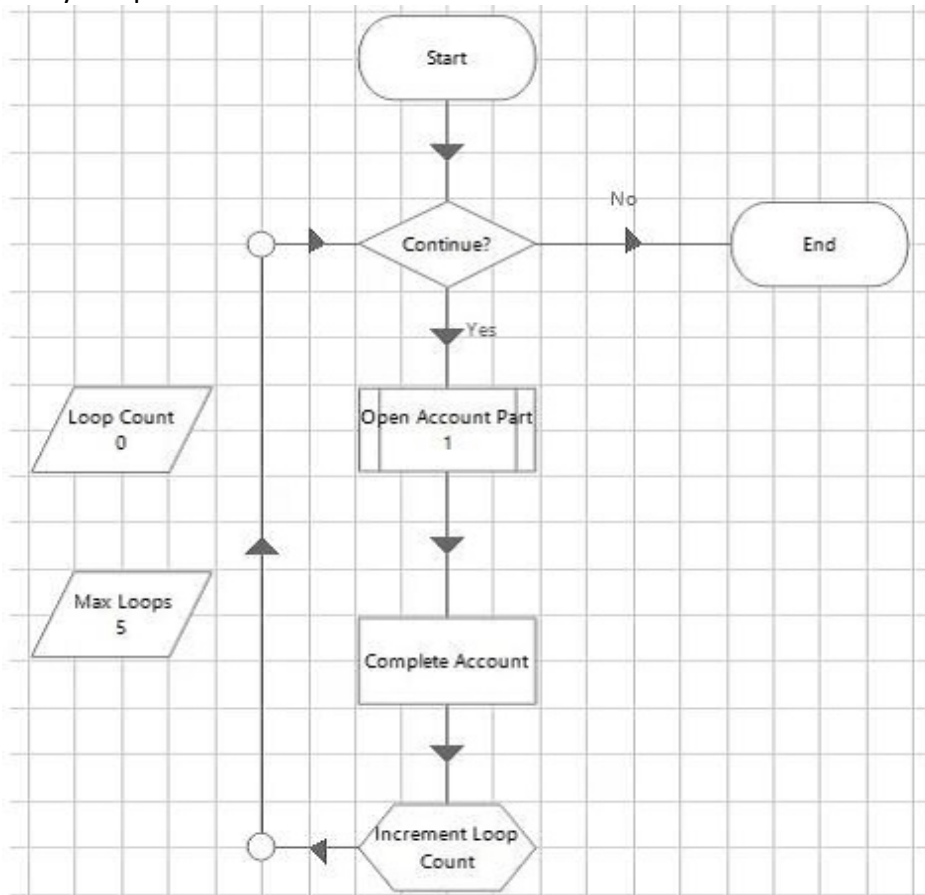 Start
No
Continue?
End
Yes
Loop Count
0
Open Account Part
1
Max Loops
5
Complete Account
Increment Loop
Count